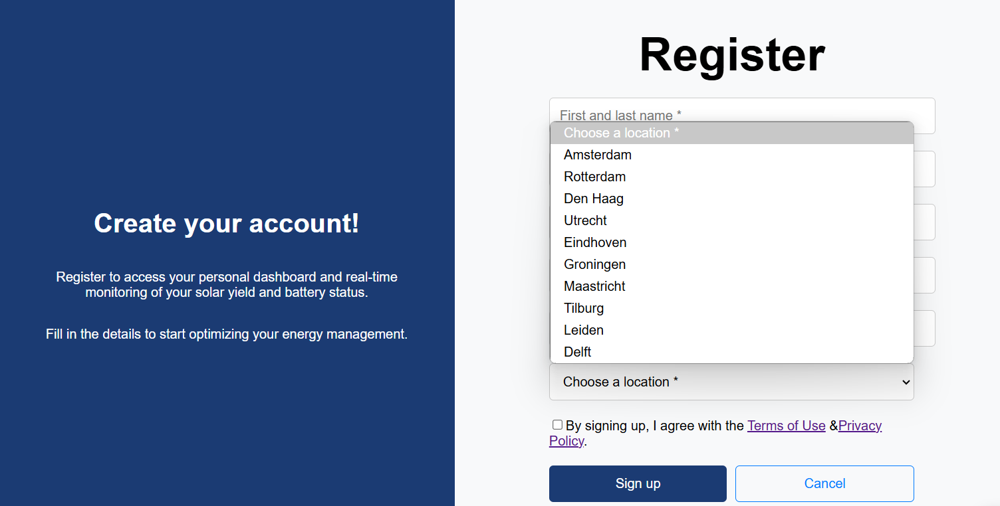 Create your account!
Register to access your personal dashboard and real-time
monitoring of your solar yield and battery status.
Fill in the details to start optimizing your energy management.
Register
First and last name *
Choose a location *
Amsterdam
Rotterdam
Den Haag
Utrecht
Eindhoven
Groningen
Maastricht
Tilburg
Leiden
Delft
Choose a location *
By signing up, I agree with the Terms of Use &Privacy
Policy.
Sign up
Cancel